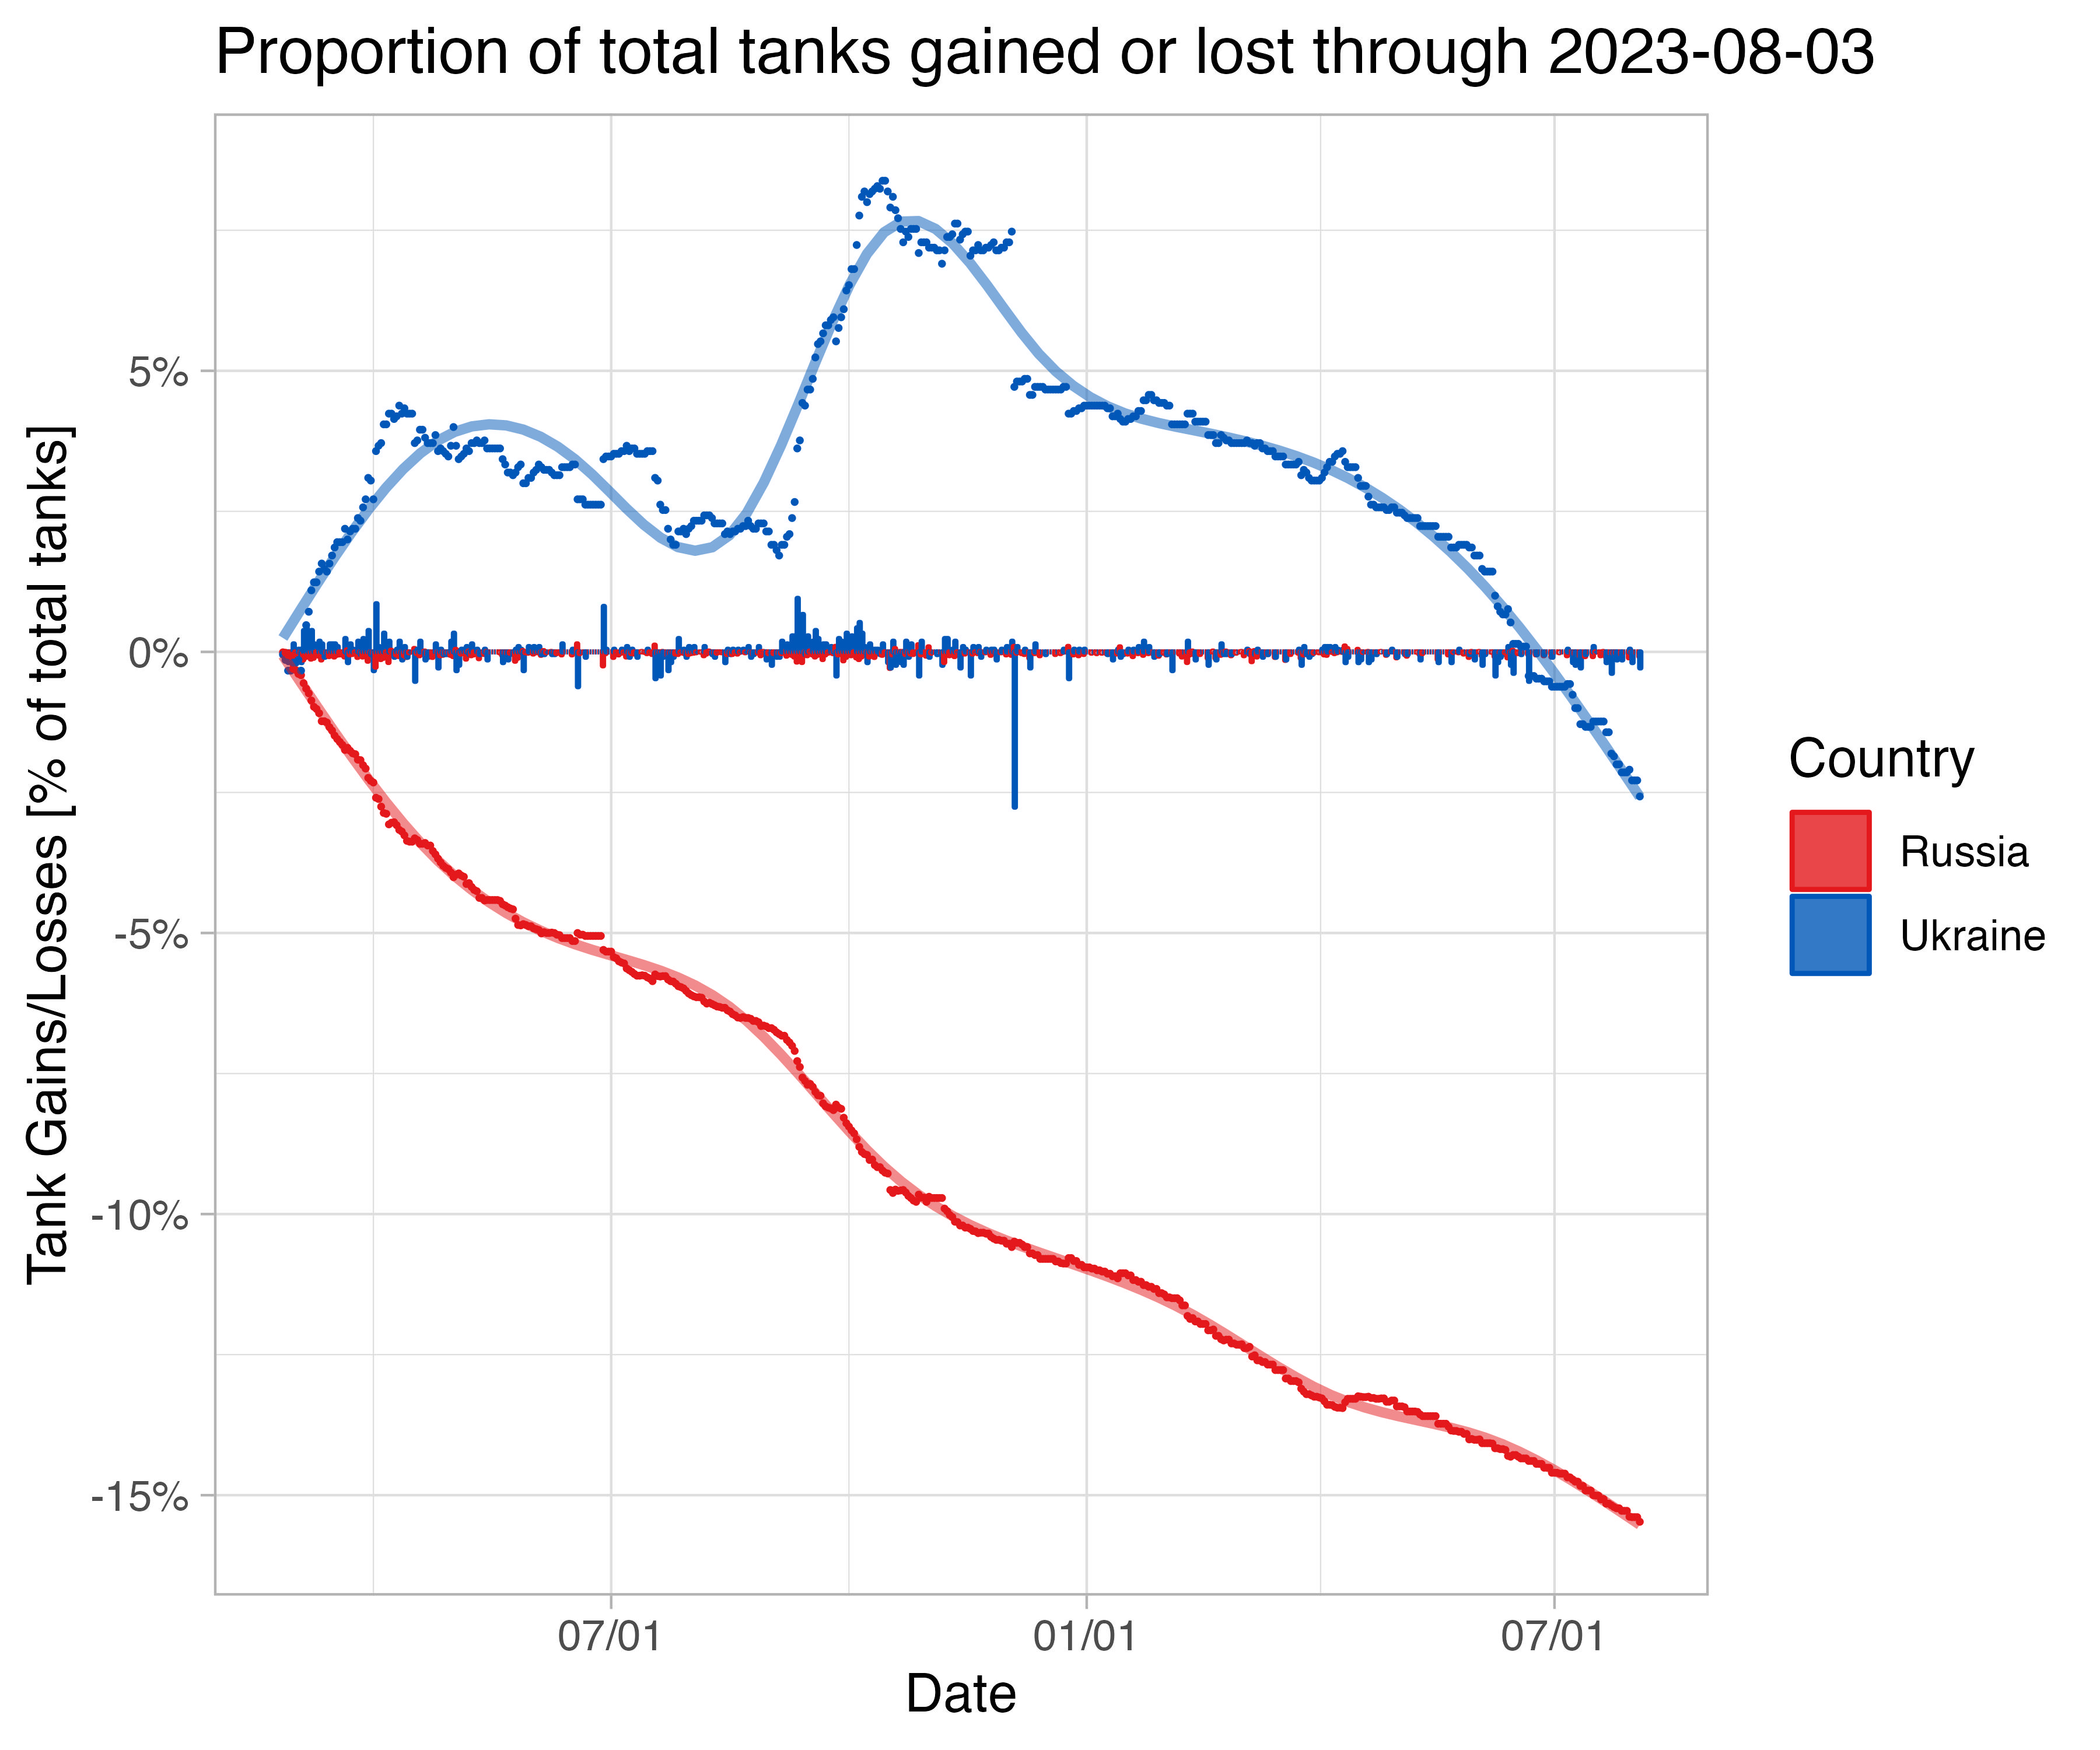 Proportion of total tanks gained or lost through 2023-08-03
Tank Gains/Losses [% of total tanks]
5%
0%
-5%
-10%
-15%
07/01
01/01
07/01
Date
Country
Russia
Ukraine